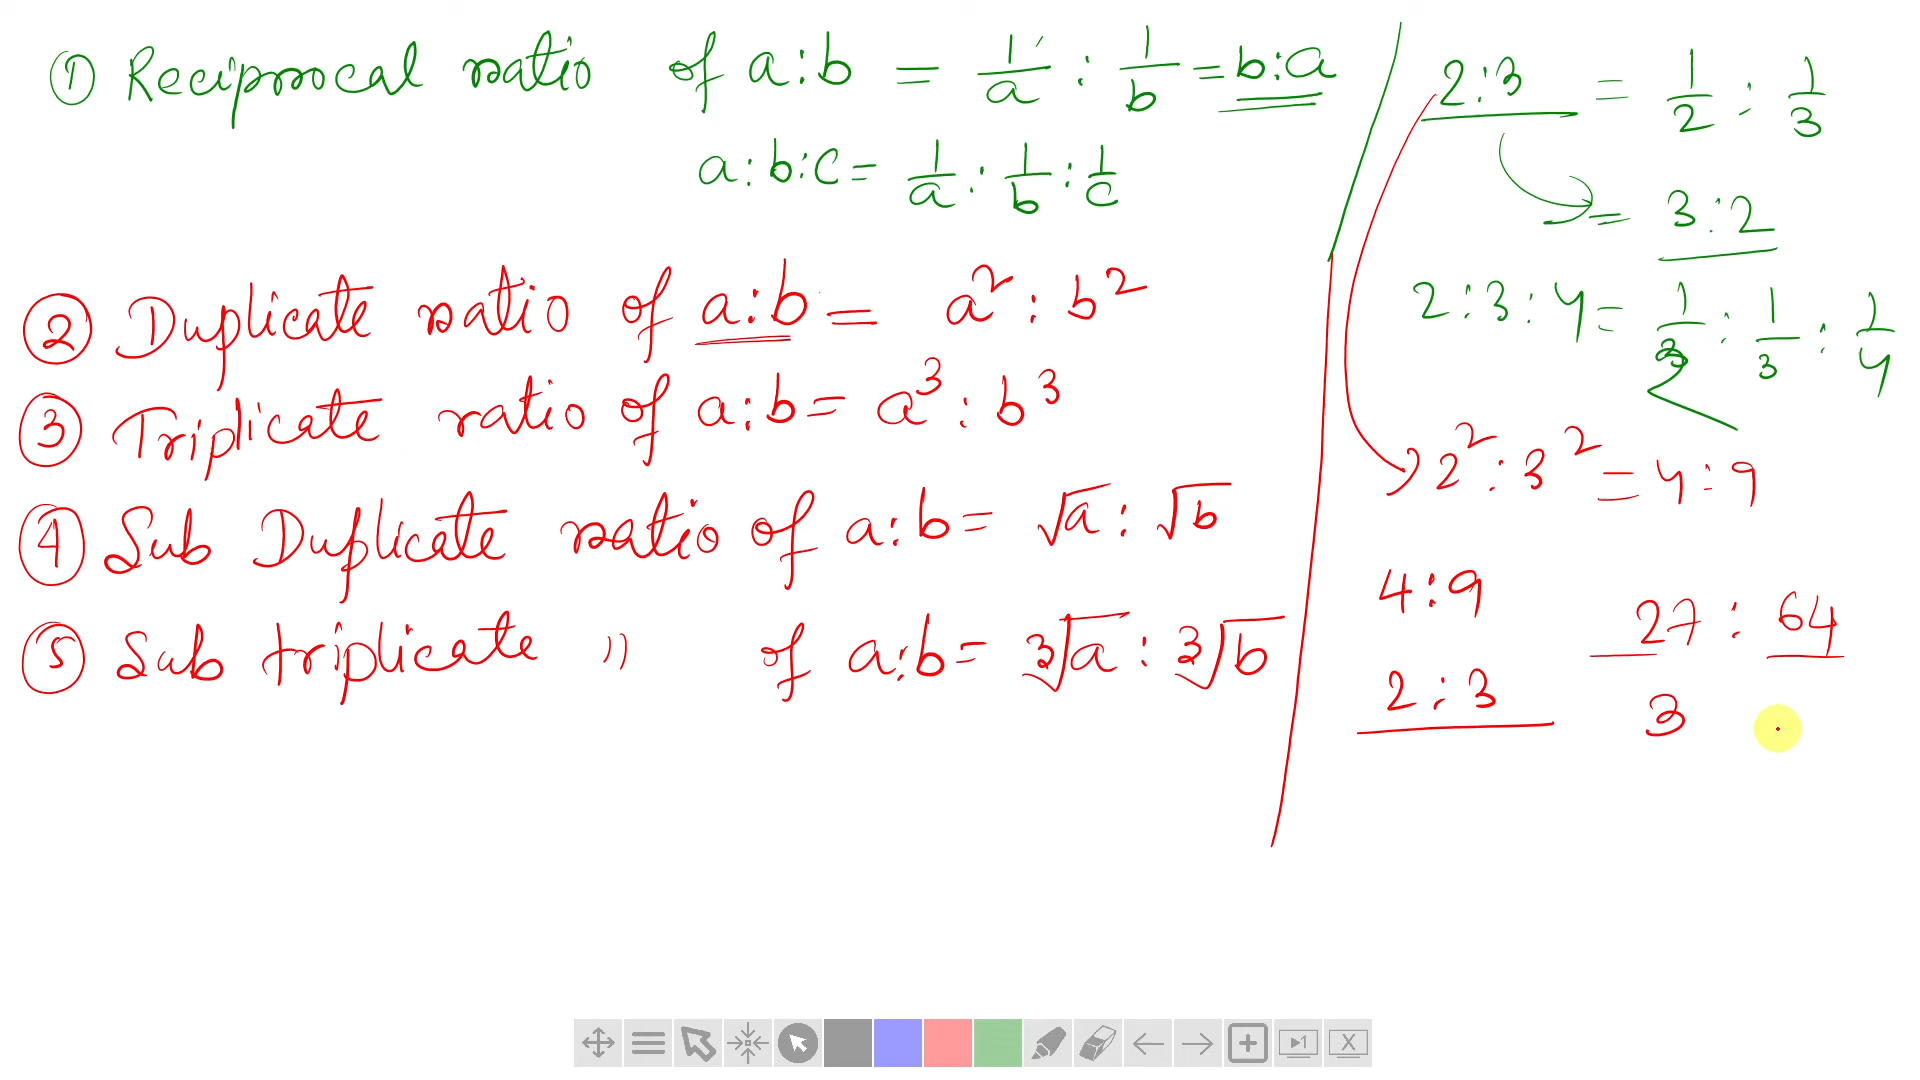 ① Reciprocal ratio of a:b = 1/a : 1/b = b:a
a:b:c = 1/a : 1/b : 1/c
② Duplicate ratio of a:b = a² : b²
③ Triplicate ratio of a:b = a³ : b³
④ Sub Duplicate ratio of a:b = √a : √b
⑤ Sub triplicate " of a:b = ∛a : ∛b
2:3 = 1/2 : 1/3
= 3:2
2:3:4 = 1/2 : 1/3 : 1/4
2² : 3² = 4:9
4:9
2:3
27 : 64
3